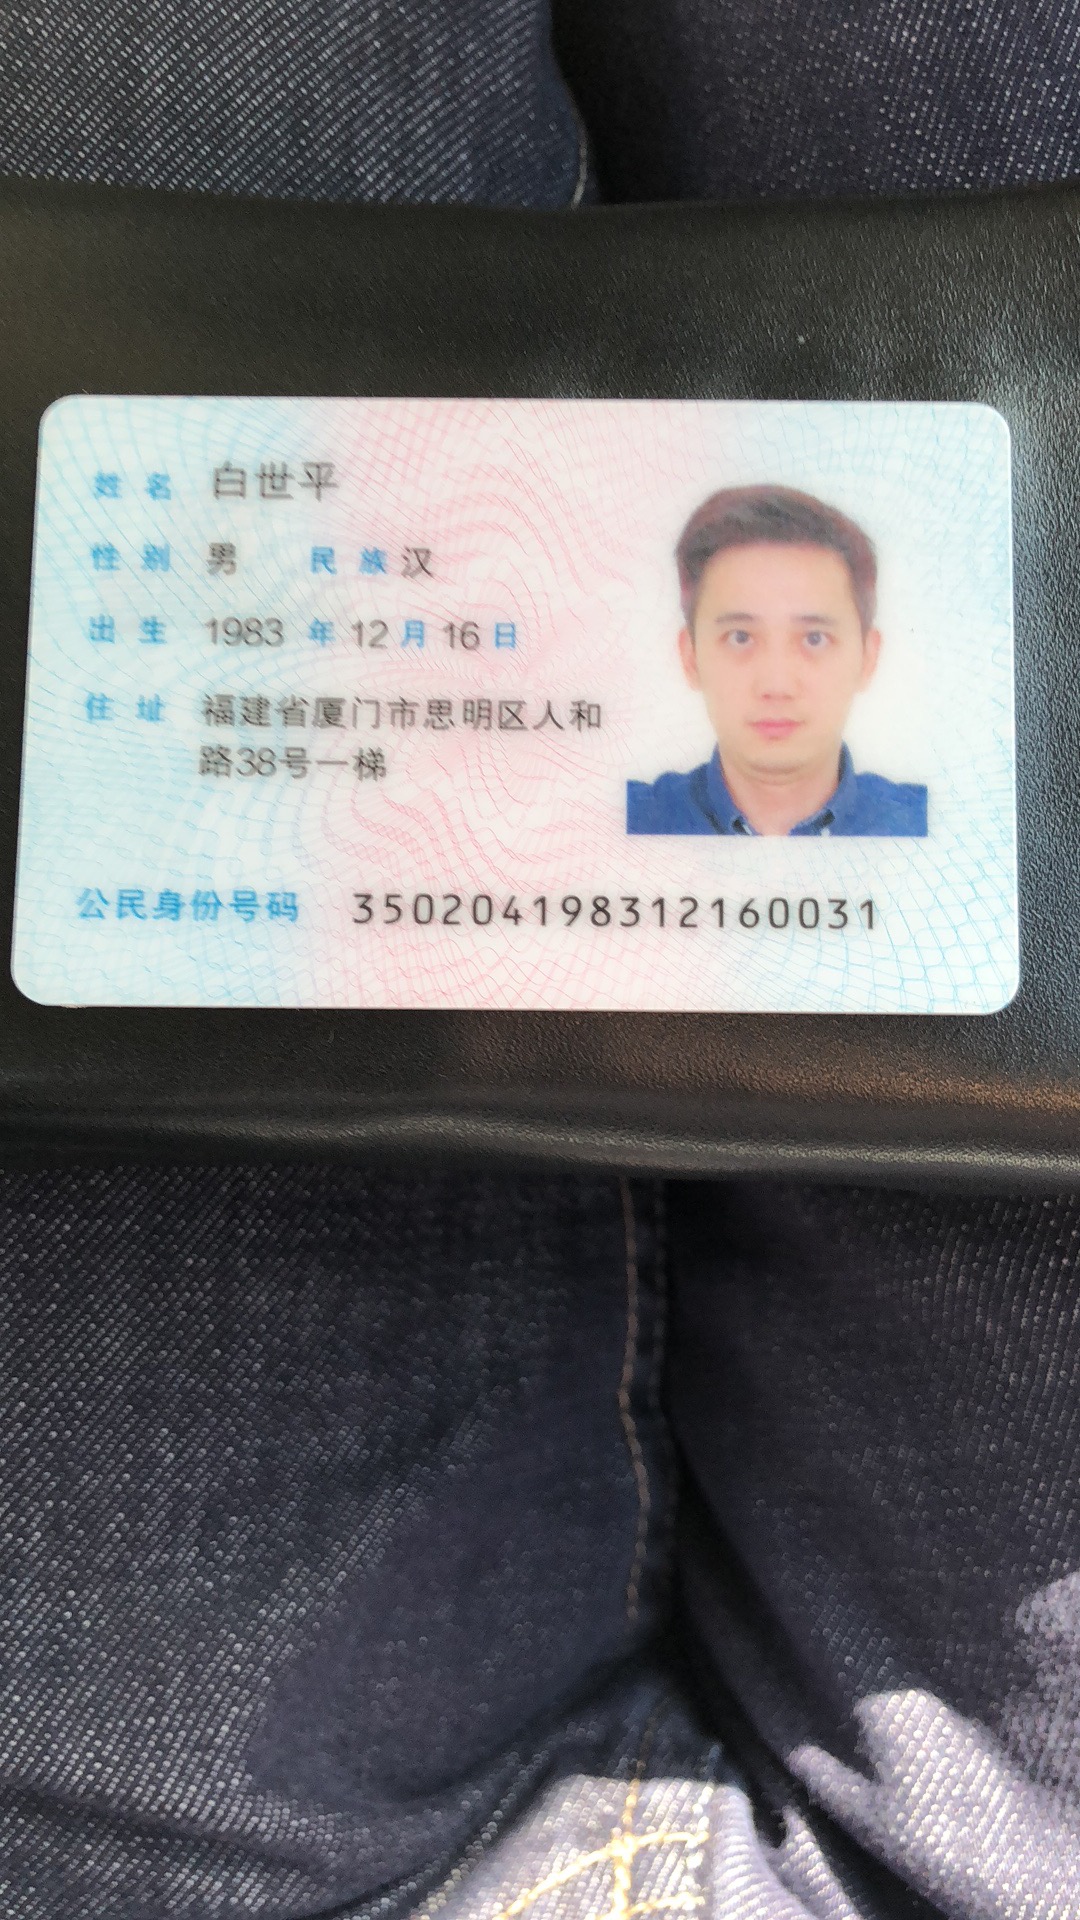 姓名 白世平
性别 男 民族 汉
出生 1983 年 12 月 16 日
住址 福建省厦门市思明区人和
路38号一梯
公民身份号码 350204198312160031